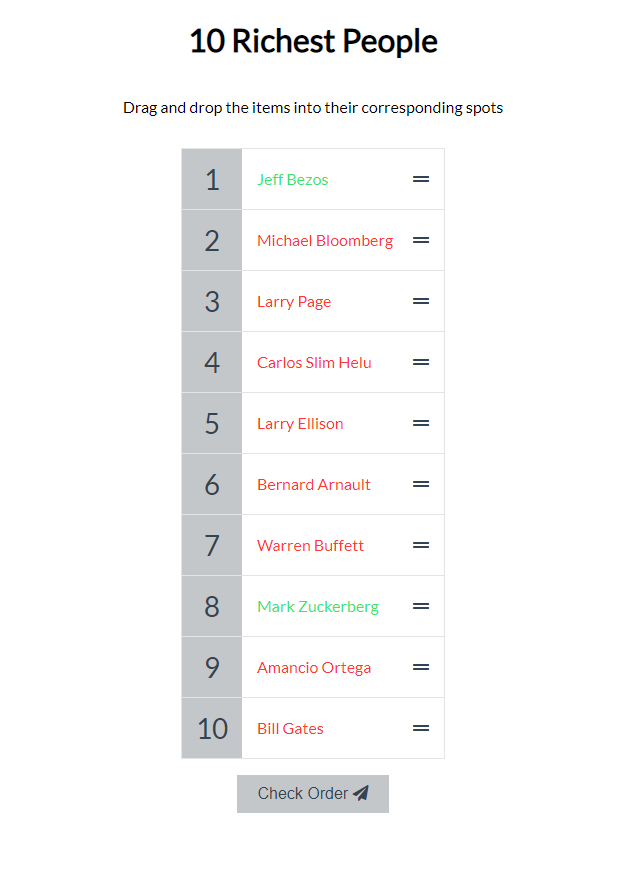 10 Richest People
Drag and drop the items into their corresponding spots
1 Jeff Bezos
2 Michael Bloomberg
3 Larry Page
4 Carlos Slim Helu
5 Larry Ellison
6 Bernard Arnault
7 Warren Buffett
8 Mark Zuckerberg
9 Amancio Ortega
10 Bill Gates
Check Order